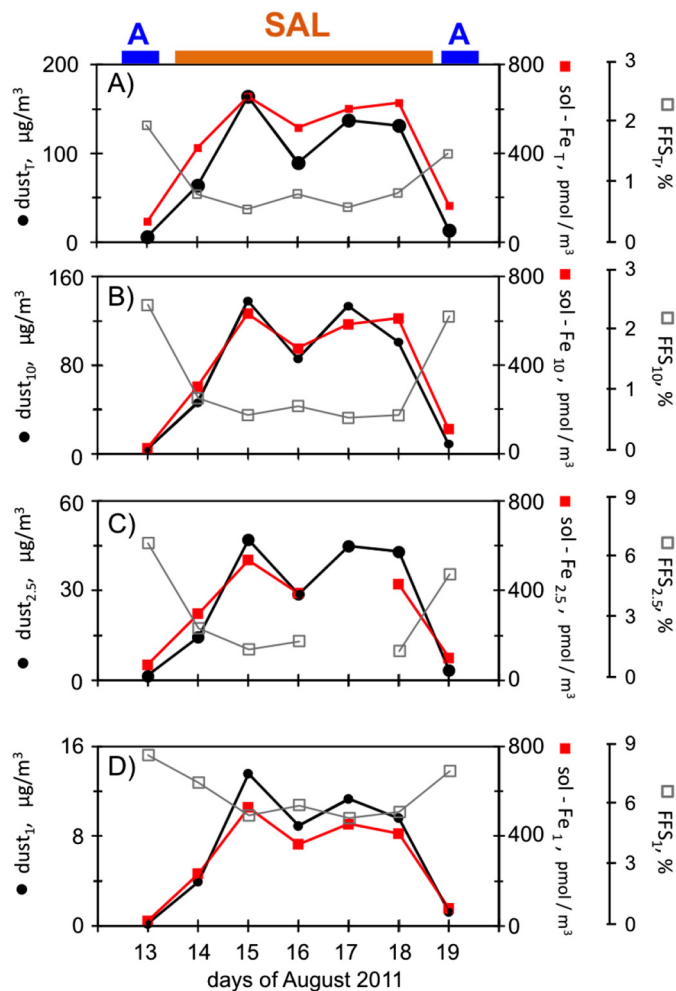 A SAL A
A)
200
100
0
● dust_T, µg/m³
800
400
0
■ sol - Fe_T, pmol / m³
3
2
1
0
□ FFS_T, %
B)
160
80
0
● dust_10, µg/m³
800
400
0
■ sol - Fe_10, pmol / m³
3
2
1
0
□ FFS_10, %
C)
60
30
0
● dust_2.5, µg/m³
800
400
0
■ sol - Fe_2.5, pmol / m³
9
6
3
0
□ FFS_2.5, %
D)
16
8
0
● dust_1, µg/m³
800
400
0
■ sol - Fe_1, pmol / m³
9
6
3
0
□ FFS_1, %
13 14 15 16 17 18 19
days of August 2011